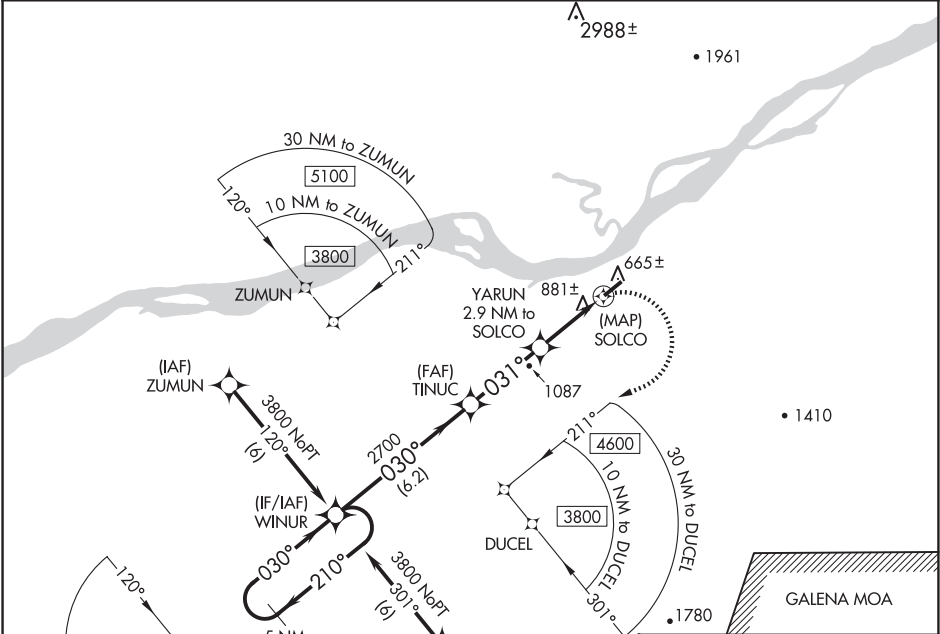 2988±
1961
30 NM to ZUMUN
5100
120°
10 NM to ZUMUN
3800
211°
ZUMUN
665±
881±
YARUN
2.9 NM to
SOLCO
(MAP)
SOLCO
(IAF)
ZUMUN
(FAF)
TINUC
031°
1087
3800 NoPT
120°
(6)
2700
030°
(6.2)
1410
211°
4600
30 NM to DUCEL
10 NM to DUCEL
3800
DUCEL
301°
(IF/IAF)
WINUR
030°
210°
3800 NoPT
301°
(6)
120°
5 NM
1780
GALENA MOA